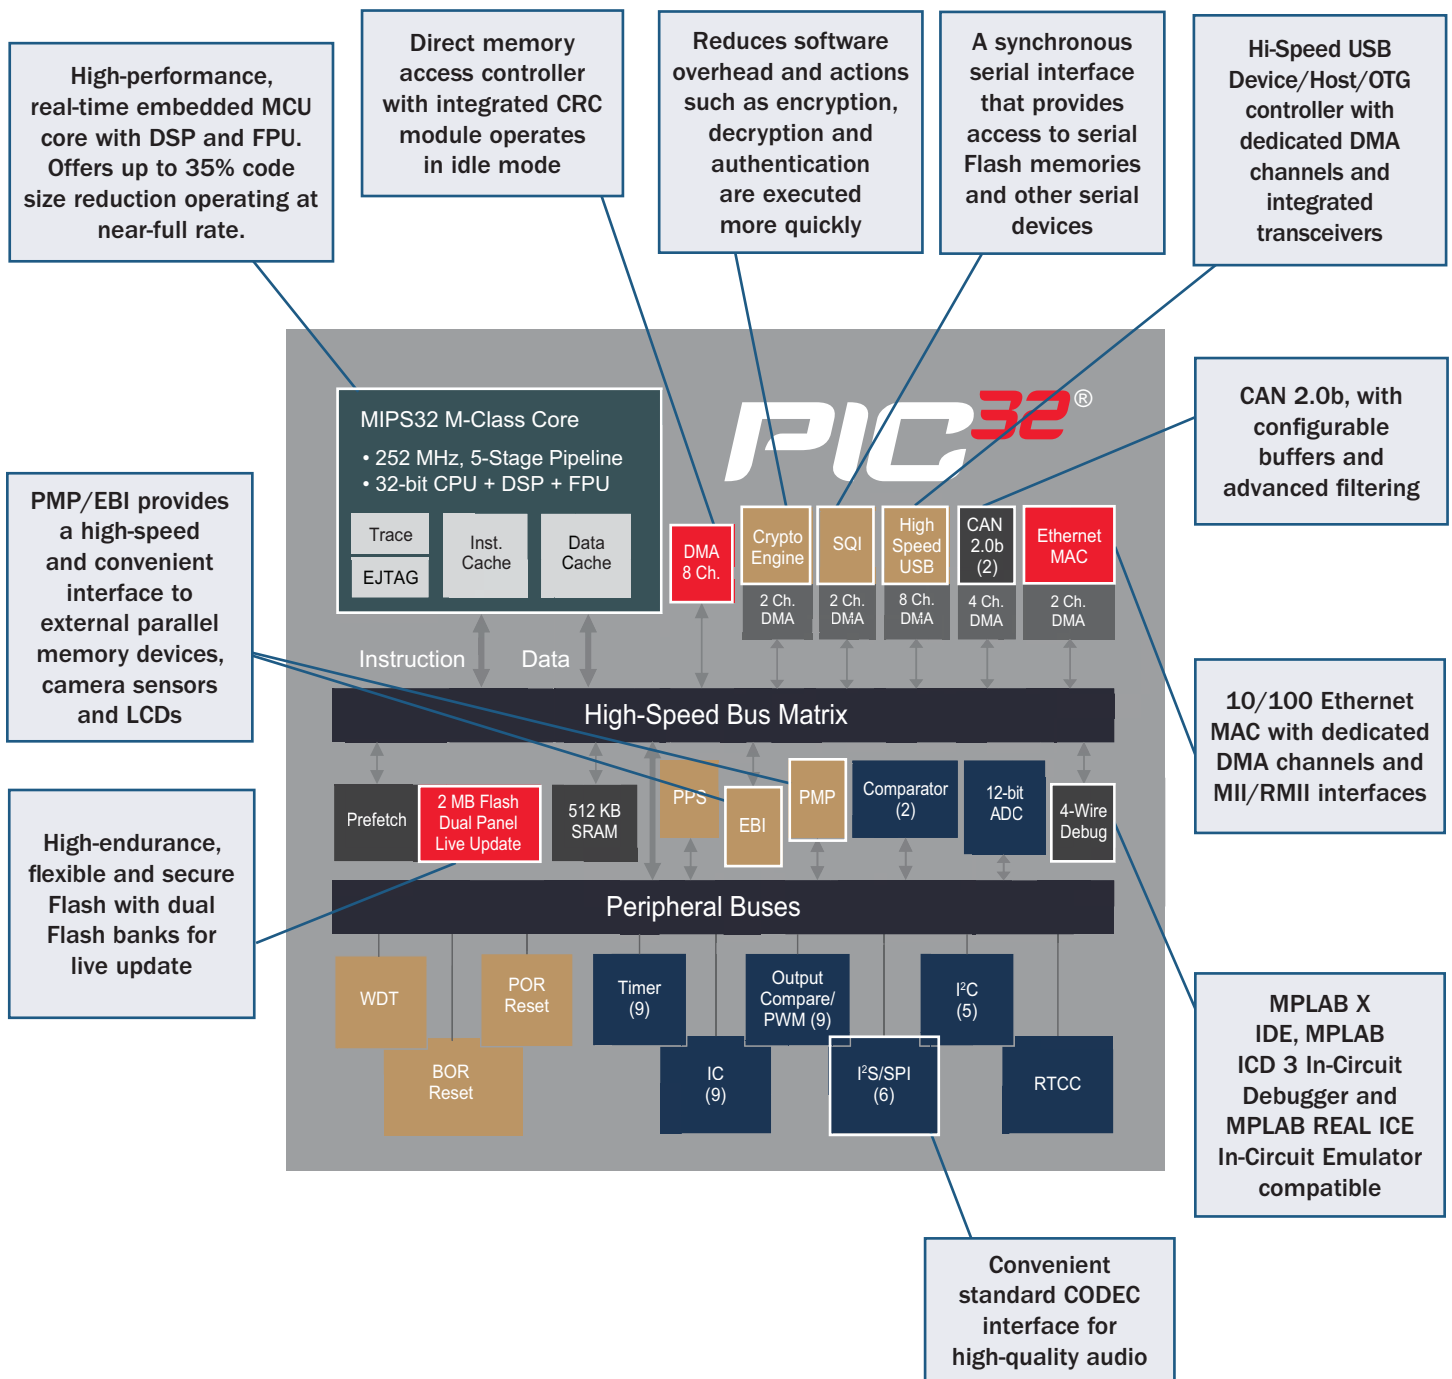 High-performance,
real-time embedded MCU
core with DSP and FPU.
Offers up to 35% code
size reduction operating at
near-full rate.
Direct memory
access controller
with integrated CRC
module operates
in idle mode
Reduces software
overhead and actions
such as encryption,
decryption and
authentication
are executed
more quickly
A synchronous
serial interface
that provides
access to serial
Flash memories
and other serial
devices
Hi-Speed USB
Device/Host/OTG
controller with
dedicated DMA
channels and
integrated
transceivers
PIC32®
MIPS32 M-Class Core
• 252 MHz, 5-Stage Pipeline
• 32-bit CPU + DSP + FPU
Trace
EJTAG
Inst.
Cache
Data
Cache
DMA
8 Ch.
Crypto
Engine
2 Ch.
DMA
SQI
2 Ch.
DMA
High
Speed
USB
8 Ch.
DMA
CAN
2.0b
(2)
4 Ch.
DMA
Ethernet
MAC
2 Ch.
DMA
CAN 2.0b, with
configurable
buffers and
advanced filtering
PMP/EBI provides
a high-speed
and convenient
interface to
external parallel
memory devices,
camera sensors
and LCDs
Instruction
Data
High-Speed Bus Matrix
10/100 Ethernet
MAC with dedicated
DMA channels and
MII/RMII interfaces
Prefetch
2 MB Flash
Dual Panel
Live Update
512 KB
SRAM
PPS
EBI
PMP
Comparator
(2)
12-bit
ADC
4-Wire
Debug
High-endurance,
flexible and secure
Flash with dual
Flash banks for
live update
Peripheral Buses
WDT
BOR
Reset
POR
Reset
Timer
(9)
IC
(9)
Output
Compare/
PWM (9)
I²S/SPI
(6)
I²C
(5)
RTCC
MPLAB X
IDE, MPLAB
ICD 3 In-Circuit
Debugger and
MPLAB REAL ICE
In-Circuit Emulator
compatible
Convenient
standard CODEC
interface for
high-quality audio